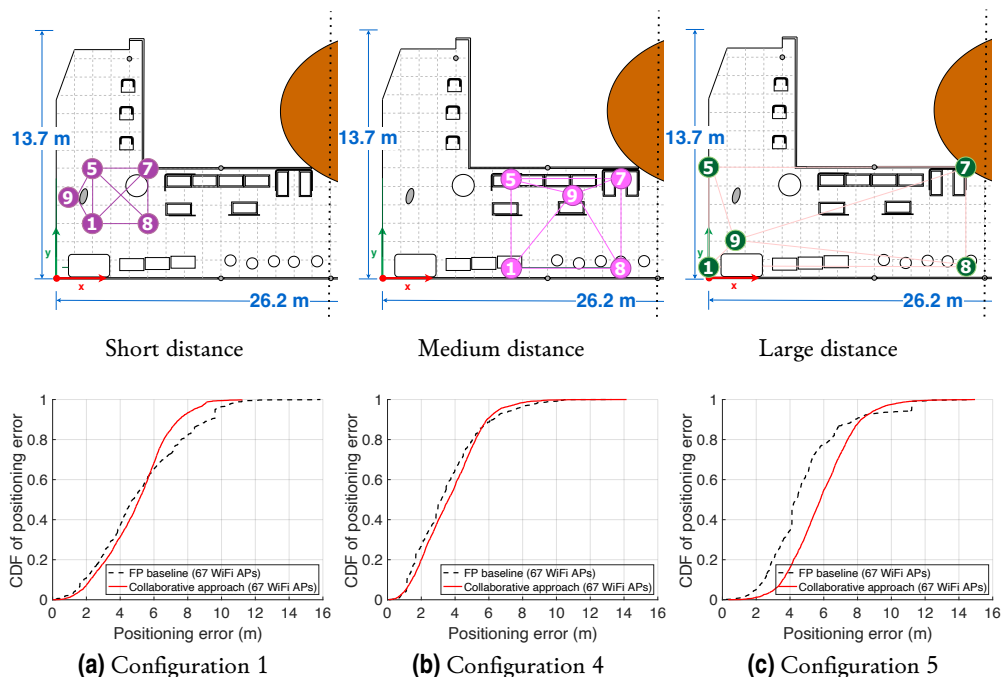 13.7 m
5
7
9
1
8
y
x
26.2 m
Short distance
13.7 m
5
7
9
1
8
y
x
26.2 m
Medium distance
13.7 m
5
7
9
1
8
y
x
26.2 m
Large distance
CDF of positioning error
1
0.8
0.6
0.4
0.2
0
FP baseline (67 WiFi APs)
Collaborative approach (67 WiFi APs)
0 2 4 6 8 10 12 14 16
Positioning error (m)
(a) Configuration 1
CDF of positioning error
1
0.8
0.6
0.4
0.2
0
FP baseline (67 WiFi APs)
Collaborative approach (67 WiFi APs)
0 2 4 6 8 10 12 14 16
Positioning error (m)
(b) Configuration 4
CDF of positioning error
1
0.8
0.6
0.4
0.2
0
FP baseline (67 WiFi APs)
Collaborative approach (67 WiFi APs)
0 2 4 6 8 10 12 14 16
Positioning error (m)
(c) Configuration 5